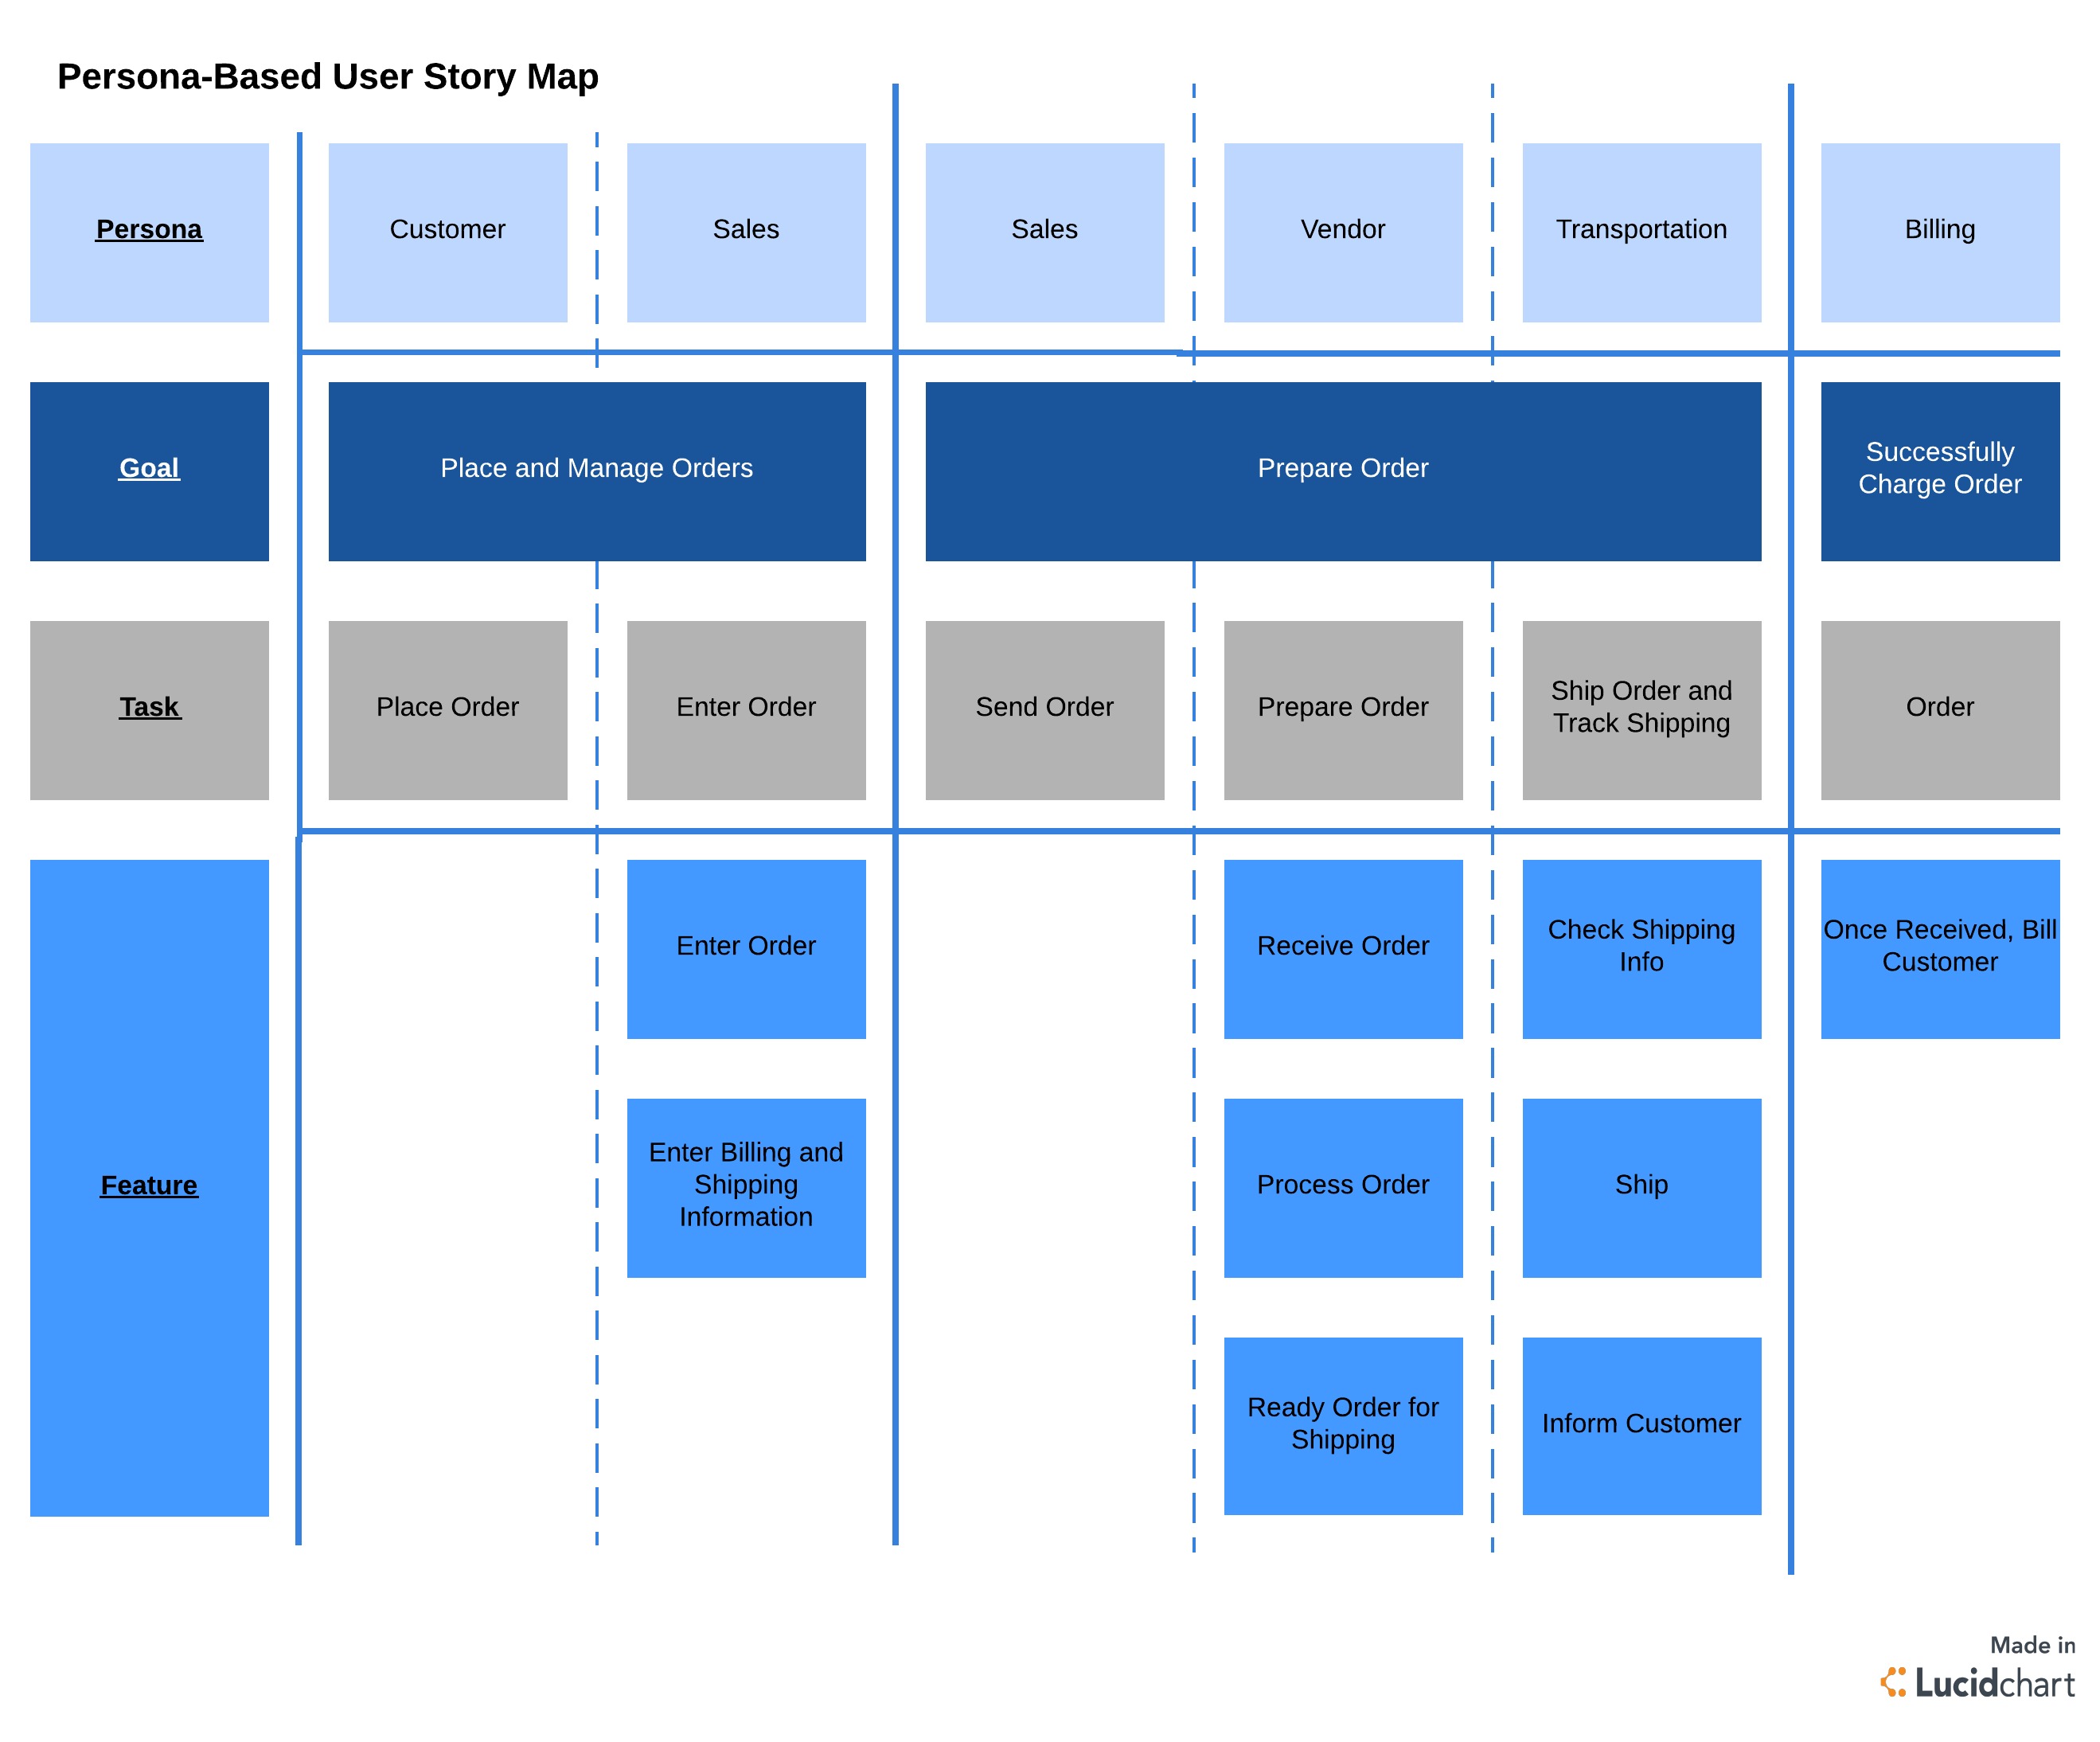 Persona-Based User Story Map
Persona
Customer
Sales
Sales
Vendor
Transportation
Billing
Goal
Place and Manage Orders
Prepare Order
Successfully
Charge Order
Task
Place Order
Enter Order
Send Order
Prepare Order
Ship Order and
Track Shipping
Order
Feature
Enter Order
Receive Order
Check Shipping
Info
Once Received, Bill
Customer
Enter Billing and
Shipping
Information
Process Order
Ship
Ready Order for
Shipping
Inform Customer
Made in
Lucidchart